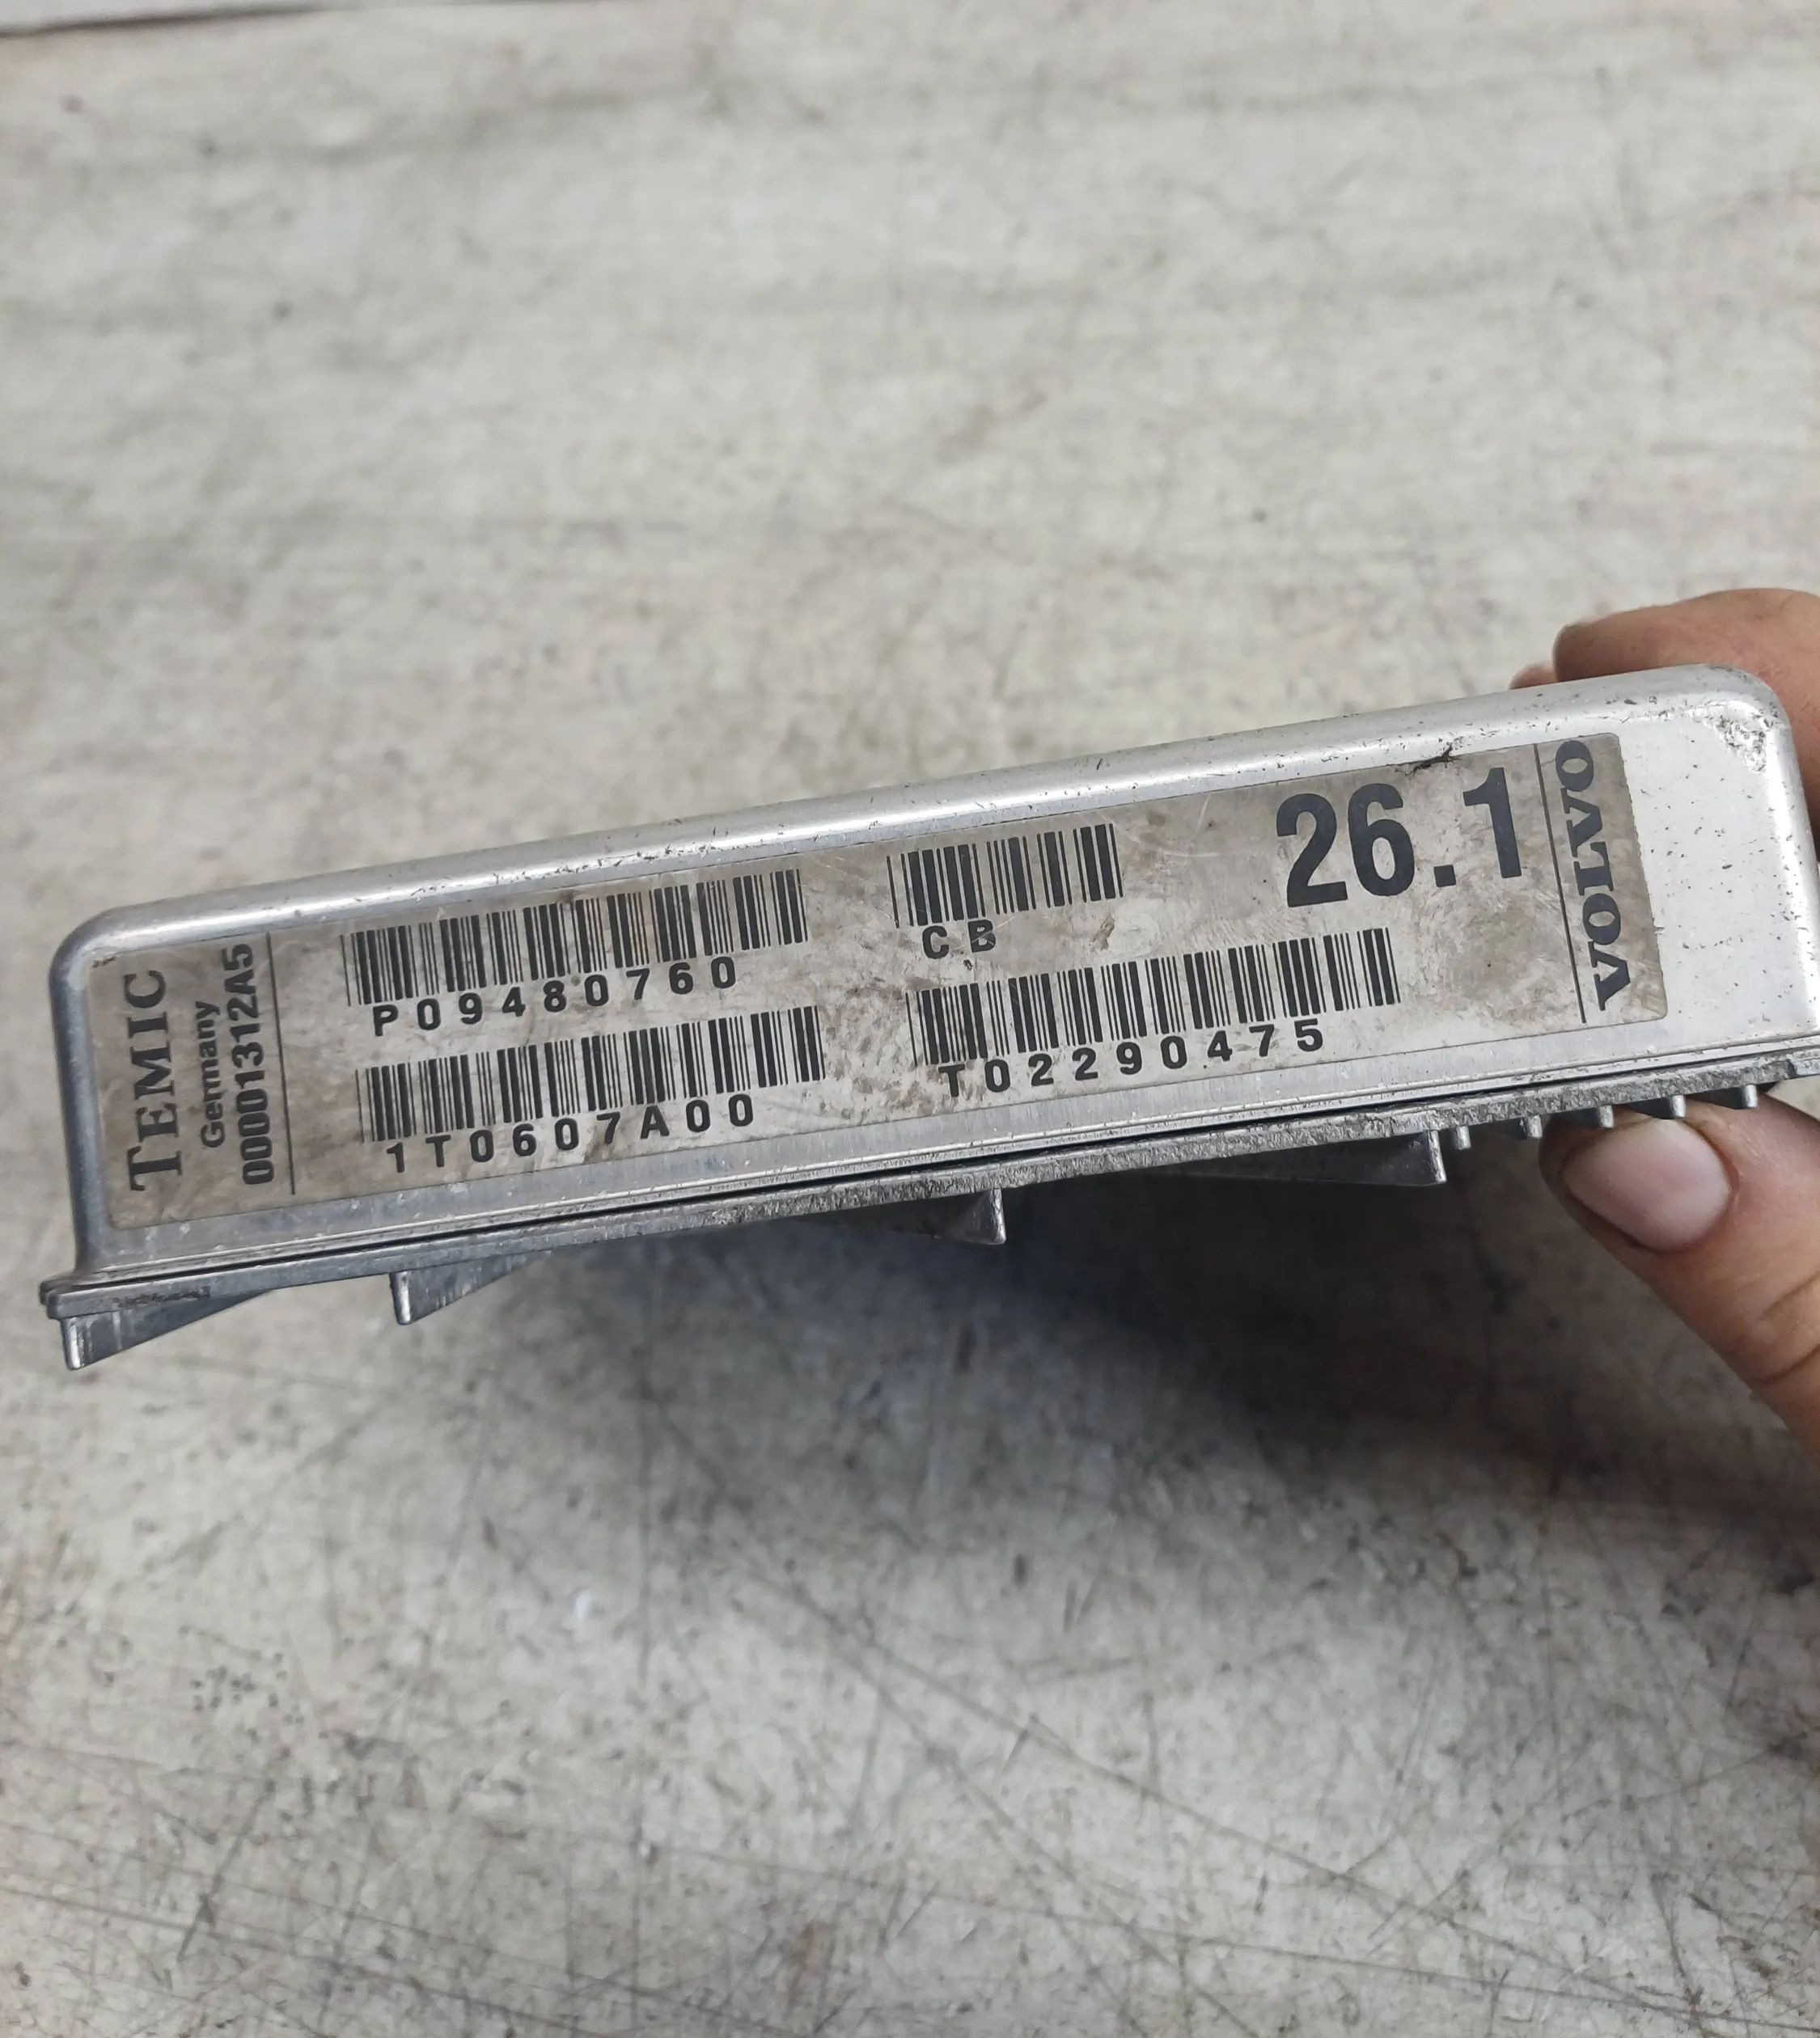 TEMIC
Germany
00001312A5
P09480760
1T0607A00
CB
T02290475
26.1
VOLVO